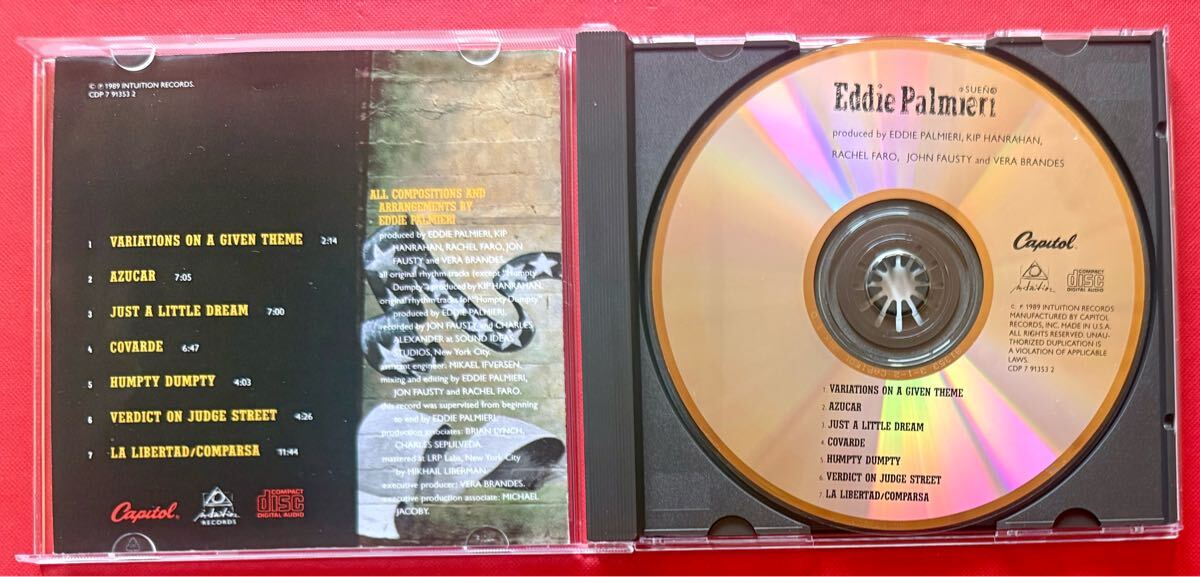 © ℗ 1989 INTUITION RECORDS.
CDP 7 91353 2
1 VARIATIONS ON A GIVEN THEME 2:14
2 AZUCAR 7:05
3 JUST A LITTLE DREAM 7:00
4 COVARDE 6:47
5 HUMPTY DUMPTY 4:03
6 VERDICT ON JUDGE STREET 4:26
7 LA LIBERTAD/COMPARSA 11:44
Capitol®
intuition
RECORDS
COMPACT
disc
DIGITAL AUDIO
ALL COMPOSITIONS AND
ARRANGEMENTS BY
EDDIE PALMIERI
produced by EDDIE PALMIERI, KIP
HANRAHAN, RACHEL FARO, JON
FAUSTY and VERA BRANDES.
all original rhythm tracks (except "Humpty
Dumpty") produced by KIP HANRAHAN.
original rhythm tracks for "Humpty Dumpty"
produced by EDDIE PALMIERI.
recorded by JON FAUSTY and CHARLES
ALEXANDER at SOUND IDEAS
STUDIOS, New York City.
assistant engineer: MIKAEL IFVERSEN.
mixing and editing by EDDIE PALMIERI,
JON FAUSTY and RACHEL FARO.
this record was supervised from beginning
to end by EDDIE PALMIERI.
production associates: BRIAN LYNCH,
CHARLES SEPULVEDA.
mastered at LRP Labs, New York City
by MIKHAIL LIBERMAN.
executive producer: VERA BRANDES.
executive production associate: MICHAEL
JACOBY.
SUEÑO
Eddie Palmieri
produced by EDDIE PALMIERI, KIP HANRAHAN,
RACHEL FARO, JOHN FAUSTY and VERA BRANDES
Capitol.
intuition
COMPACT
disc
DIGITAL AUDIO
© ℗ 1989 INTUITION RECORDS
MANUFACTURED BY CAPITOL
RECORDS, INC. MADE IN U.S.A.
ALL RIGHTS RESERVED. UNAU-
THORIZED DUPLICATION IS
A VIOLATION OF APPLICABLE
LAWS.
CDP 7 91353 2
1. VARIATIONS ON A GIVEN THEME
2. AZUCAR
3. JUST A LITTLE DREAM
4. COVARDE
5. HUMPTY DUMPTY
6. VERDICT ON JUDGE STREET
7. LA LIBERTAD/COMPARSA